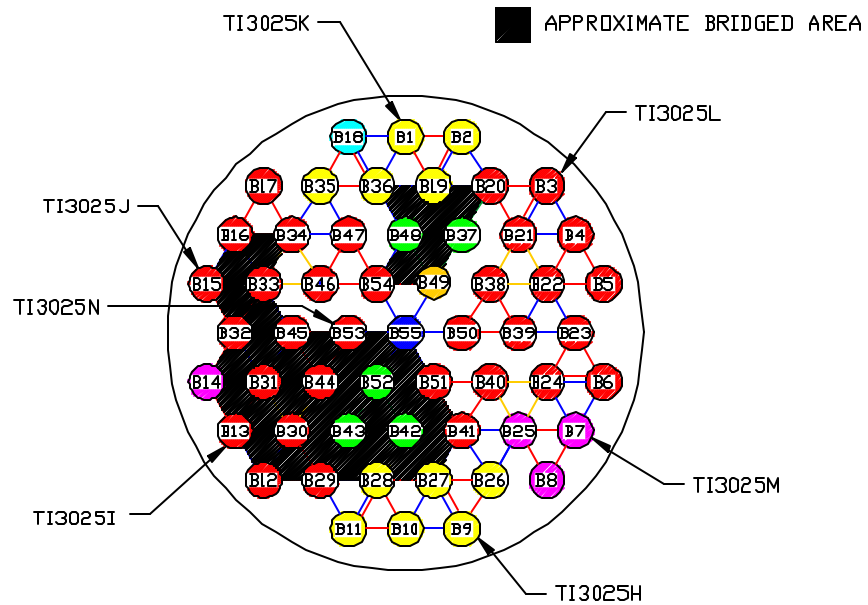 TI3025K
APPROXIMATE BRIDGED AREA
TI3025L
B18 B1 B2
B17 B35 B36 B19 B20 B3
TI3025J
B16 B34 B47 B48 B37 B21 B4
B15 B33 B46 B54 B49 B38 B22 B5
TI3025N
B32 B45 B53 B55 B50 B39 B23
B14 B31 B44 B52 B51 B40 B24 B6
B13 B30 B43 B42 B41 B25 B7
B12 B29 B28 B27 B26 B8
TI3025M
TI3025I
B11 B10 B9
TI3025H